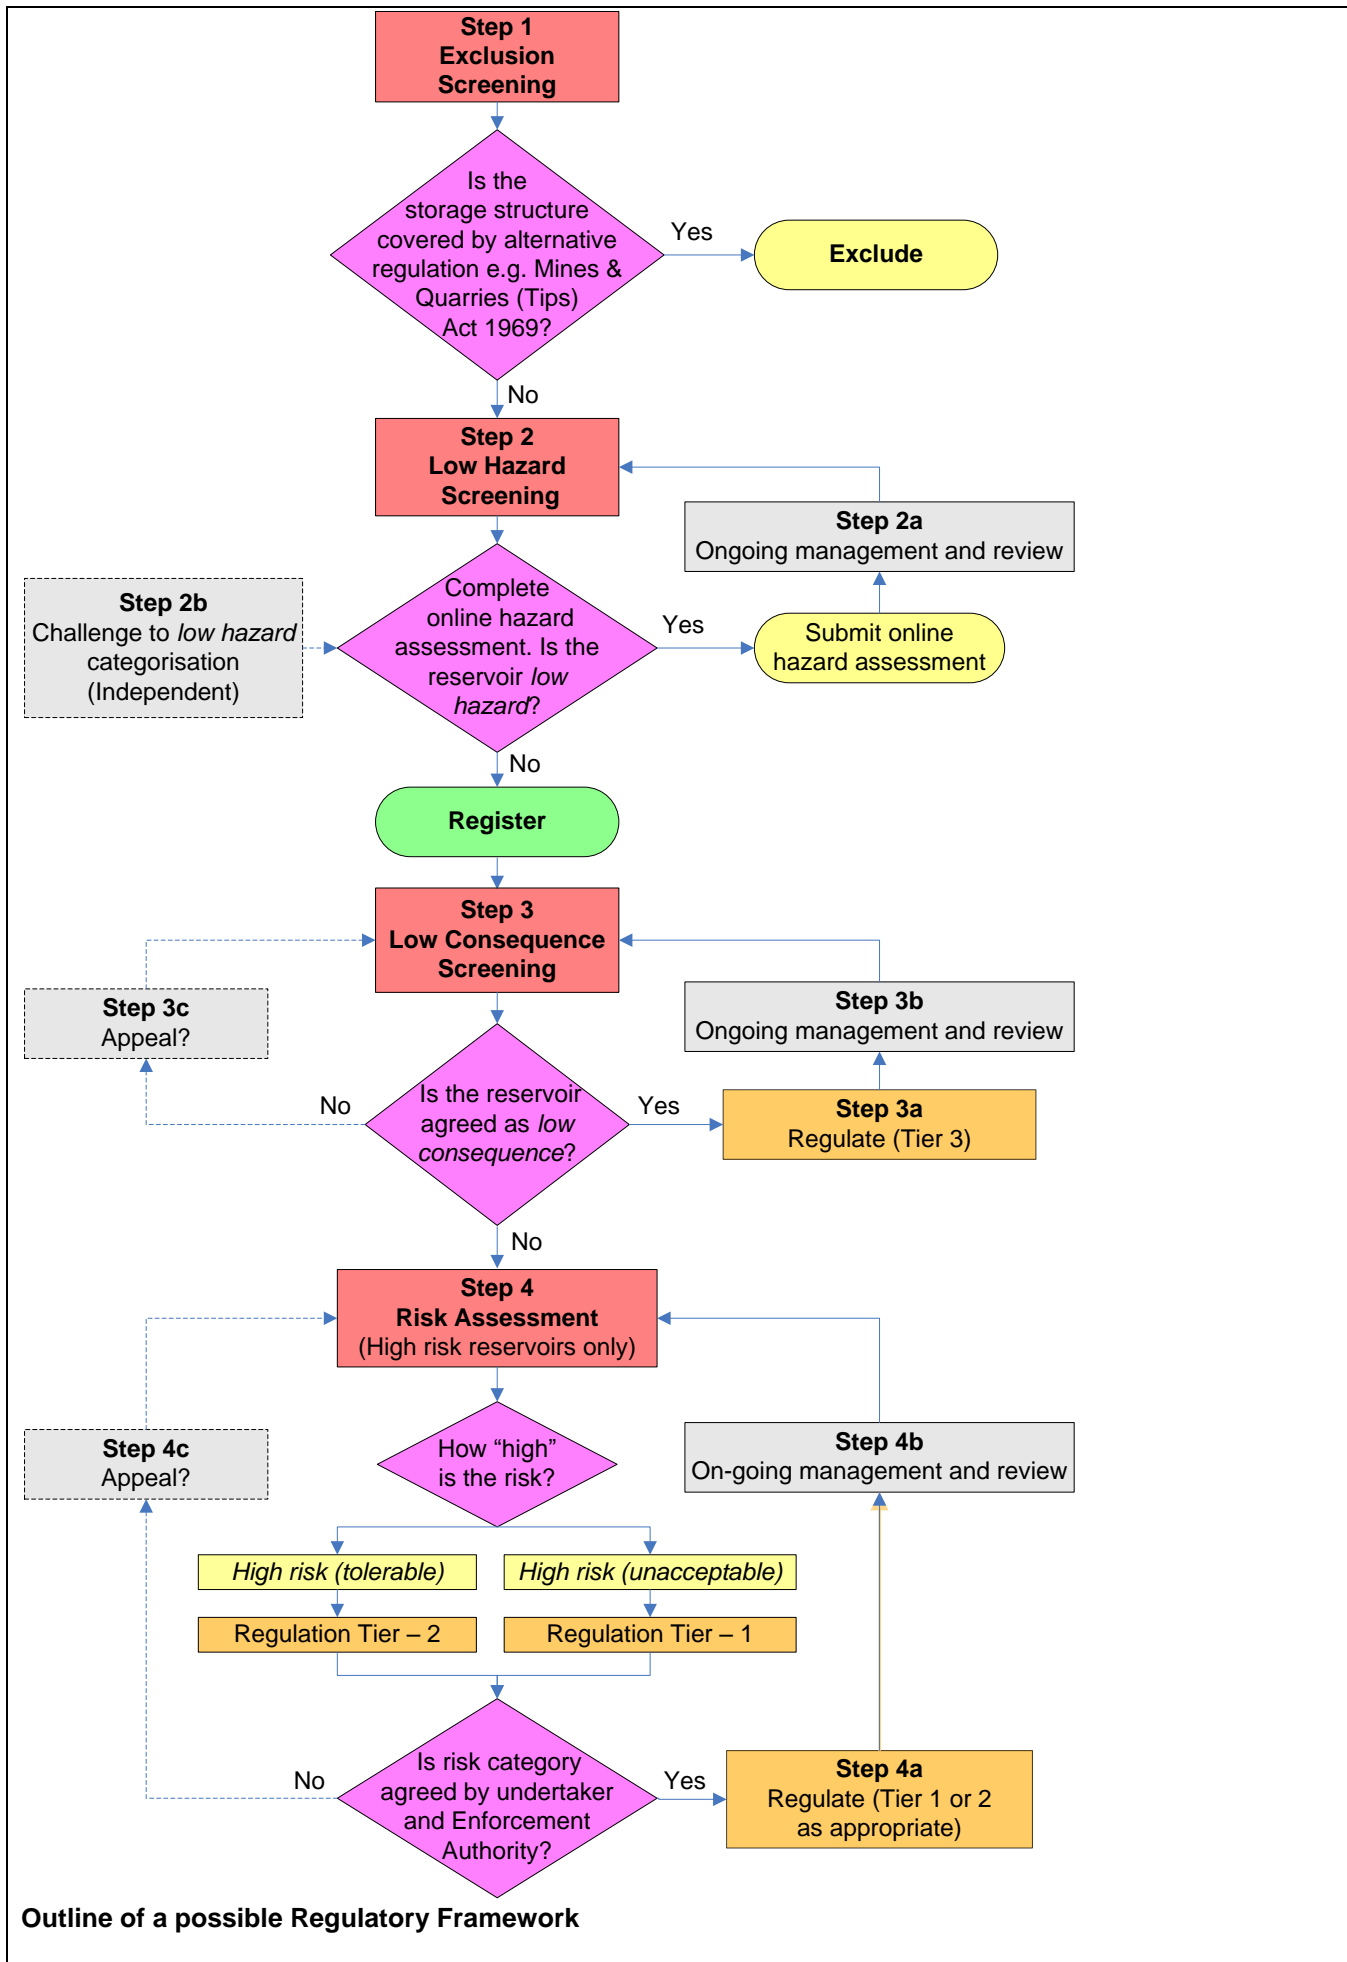 Step 1
Exclusion
Screening
Is the
storage structure
covered by alternative
regulation e.g. Mines &
Quarries (Tips)
Act 1969?
Yes
Exclude
No
Step 2
Low Hazard
Screening
Step 2a
Ongoing management and review
Step 2b
Challenge to low hazard
categorisation
(Independent)
Complete
online hazard
assessment. Is the
reservoir low
hazard?
Yes
Submit online
hazard assessment
No
Register
Step 3
Low Consequence
Screening
Step 3c
Appeal?
Step 3b
Ongoing management and review
No
Is the reservoir
agreed as low
consequence?
Yes
Step 3a
Regulate (Tier 3)
No
Step 4
Risk Assessment
(High risk reservoirs only)
Step 4c
Appeal?
How “high”
is the risk?
Step 4b
On-going management and review
High risk (tolerable)
High risk (unacceptable)
Regulation Tier – 2
Regulation Tier – 1
No
Is risk category
agreed by undertaker
and Enforcement
Authority?
Yes
Step 4a
Regulate (Tier 1 or 2
as appropriate)
Outline of a possible Regulatory Framework